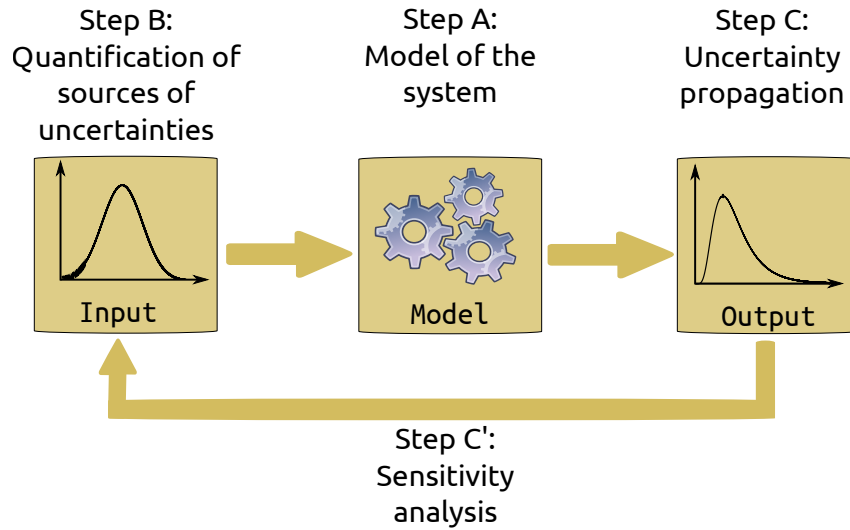 Step B:
Quantification of
sources of
uncertainties
Input
Step A:
Model of the
system
Model
Step C:
Uncertainty
propagation
Output
Step C':
Sensitivity
analysis